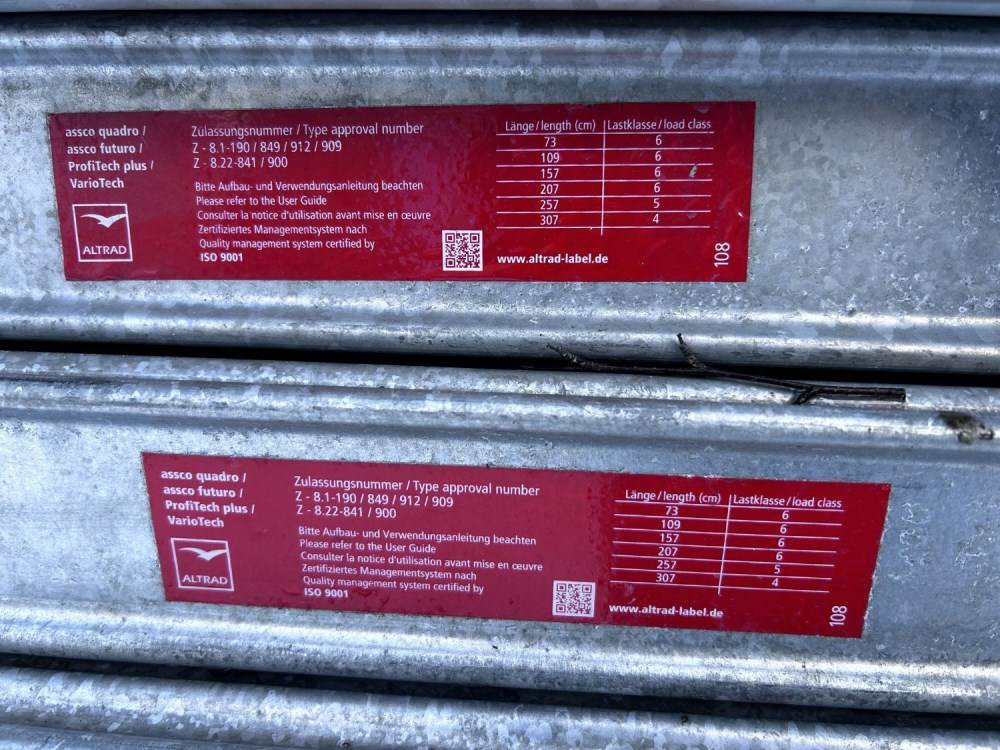 assco quadro /
assco futuro /
ProfiTech plus /
VarioTech
ALTRAD
Zulassungsnummer / Type approval number
Z - 8.1-190 / 849 / 912 / 909
Z - 8.22-841 / 900
Bitte Aufbau- und Verwendungsanleitung beachten
Please refer to the User Guide
Consulter la notice d'utilisation avant mise en œuvre
Zertifiziertes Managementsystem nach
Quality management system certified by
ISO 9001
Länge/length (cm) Lastklasse/load class
73 6
109 6
157 6
207 6
257 5
307 4
www.altrad-label.de
108
assco quadro /
assco futuro /
ProfiTech plus /
VarioTech
ALTRAD
Zulassungsnummer / Type approval number
Z - 8.1-190 / 849 / 912 / 909
Z - 8.22-841 / 900
Bitte Aufbau- und Verwendungsanleitung beachten
Please refer to the User Guide
Consulter la notice d'utilisation avant mise en œuvre
Zertifiziertes Managementsystem nach
Quality management system certified by
ISO 9001
Länge/length (cm) Lastklasse/load class
73 6
109 6
157 6
207 6
257 5
307 4
www.altrad-label.de
108